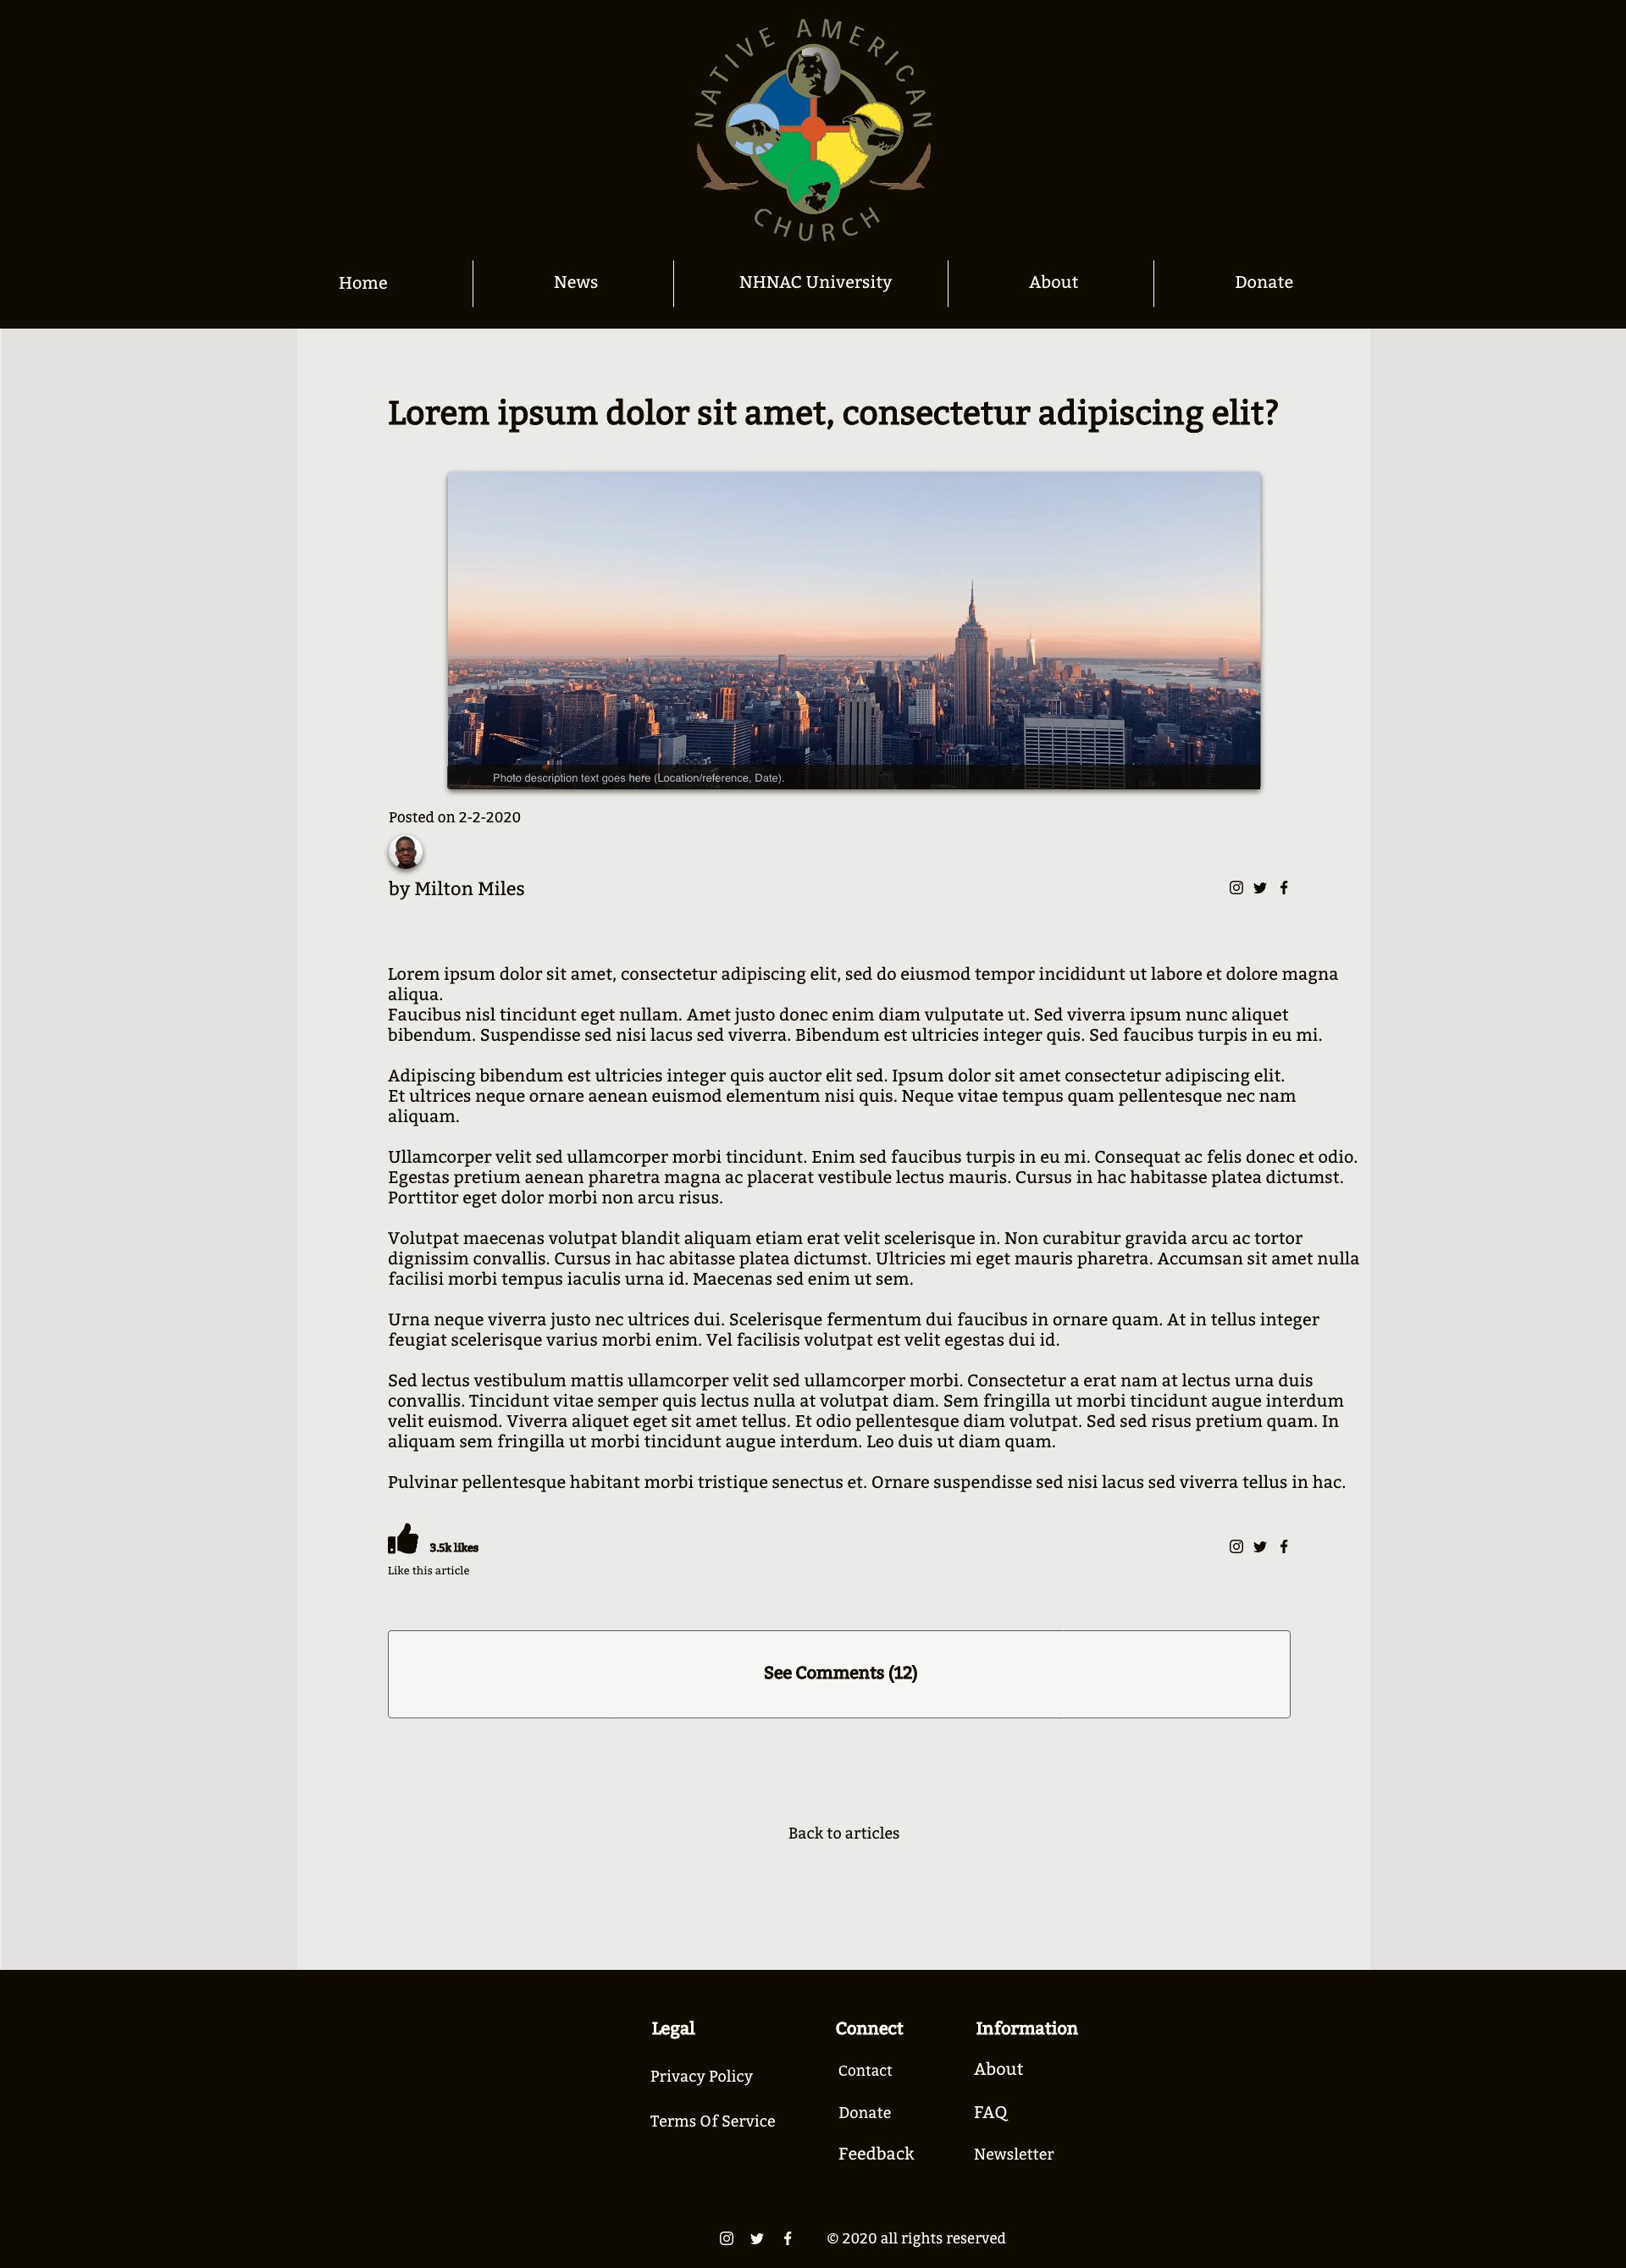 NATIVE AMERICAN
CHURCH
Home
News
NHNAC University
About
Donate
Lorem ipsum dolor sit amet, consectetur adipiscing elit?
Photo description text goes here (Location/reference, Date).
Posted on 2-2-2020
by Milton Miles
Lorem ipsum dolor sit amet, consectetur adipiscing elit, sed do eiusmod tempor incididunt ut labore et dolore magna
aliqua.
Faucibus nisl tincidunt eget nullam. Amet justo donec enim diam vulputate ut. Sed viverra ipsum nunc aliquet
bibendum. Suspendisse sed nisi lacus sed viverra. Bibendum est ultricies integer quis. Sed faucibus turpis in eu mi.
Adipiscing bibendum est ultricies integer quis auctor elit sed. Ipsum dolor sit amet consectetur adipiscing elit.
Et ultrices neque ornare aenean euismod elementum nisi quis. Neque vitae tempus quam pellentesque nec nam
aliquam.
Ullamcorper velit sed ullamcorper morbi tincidunt. Enim sed faucibus turpis in eu mi. Consequat ac felis donec et odio.
Egestas pretium aenean pharetra magna ac placerat vestibule lectus mauris. Cursus in hac habitasse platea dictumst.
Porttitor eget dolor morbi non arcu risus.
Volutpat maecenas volutpat blandit aliquam etiam erat velit scelerisque in. Non curabitur gravida arcu ac tortor
dignissim convallis. Cursus in hac abitasse platea dictumst. Ultricies mi eget mauris pharetra. Accumsan sit amet nulla
facilisi morbi tempus iaculis urna id. Maecenas sed enim ut sem.
Urna neque viverra justo nec ultrices dui. Scelerisque fermentum dui faucibus in ornare quam. At in tellus integer
feugiat scelerisque varius morbi enim. Vel facilisis volutpat est velit egestas dui id.
Sed lectus vestibulum mattis ullamcorper velit sed ullamcorper morbi. Consectetur a erat nam at lectus urna duis
convallis. Tincidunt vitae semper quis lectus nulla at volutpat diam. Sem fringilla ut morbi tincidunt augue interdum
velit euismod. Viverra aliquet eget sit amet tellus. Et odio pellentesque diam volutpat. Sed sed risus pretium quam. In
aliquam sem fringilla ut morbi tincidunt augue interdum. Leo duis ut diam quam.
Pulvinar pellentesque habitant morbi tristique senectus et. Ornare suspendisse sed nisi lacus sed viverra tellus in hac.
3.5k likes
Like this article
See Comments (12)
Back to articles
Legal
Privacy Policy
Terms Of Service
Connect
Contact
Donate
Feedback
Information
About
FAQ
Newsletter
© 2020 all rights reserved